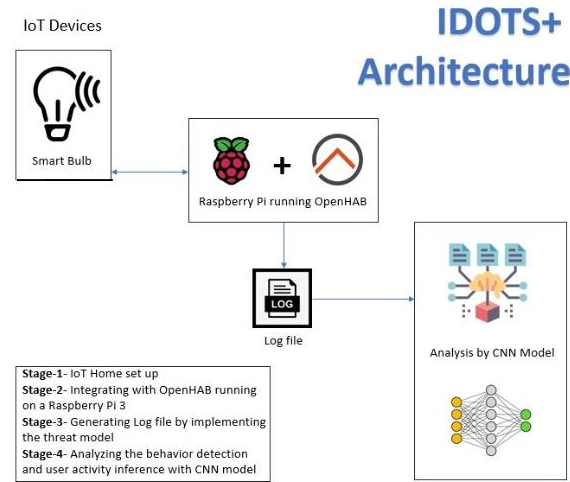 IoT Devices
IDOTS+
Architecture
Smart Bulb
+
Raspberry Pi running OpenHAB
LOG
Log file
Analysis by CNN Model
Stage-1- IoT Home set up
Stage-2- Integrating with OpenHAB running
on a Raspberry Pi 3
Stage-3- Generating Log file by implementing
the threat model
Stage-4- Analyzing the behavior detection
and user activity inference with CNN model